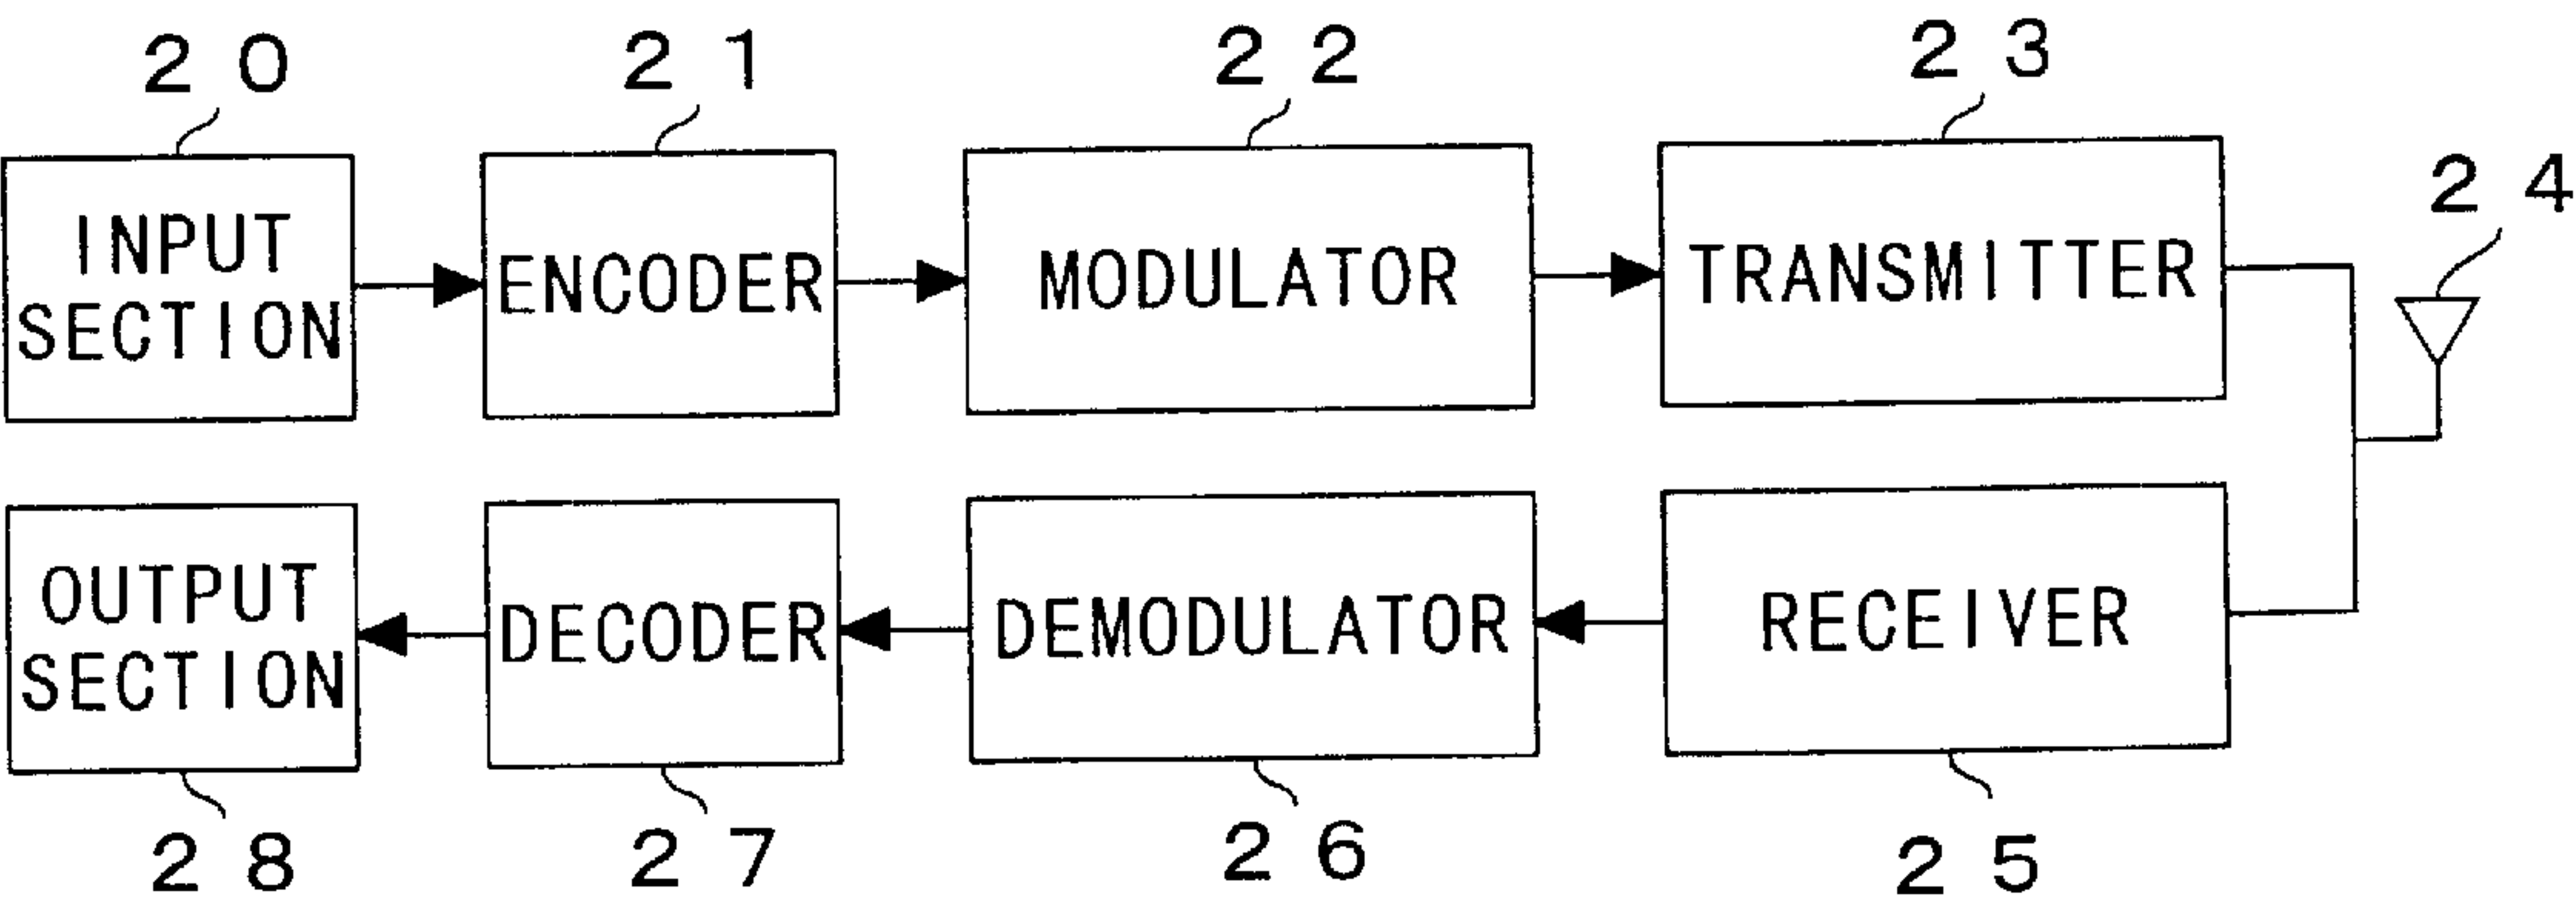 20 21 22 23
24
INPUT
SECTION
ENCODER
MODULATOR
TRANSMITTER
OUTPUT
SECTION
DECODER
DEMODULATOR
RECEIVER
28 27 26 25